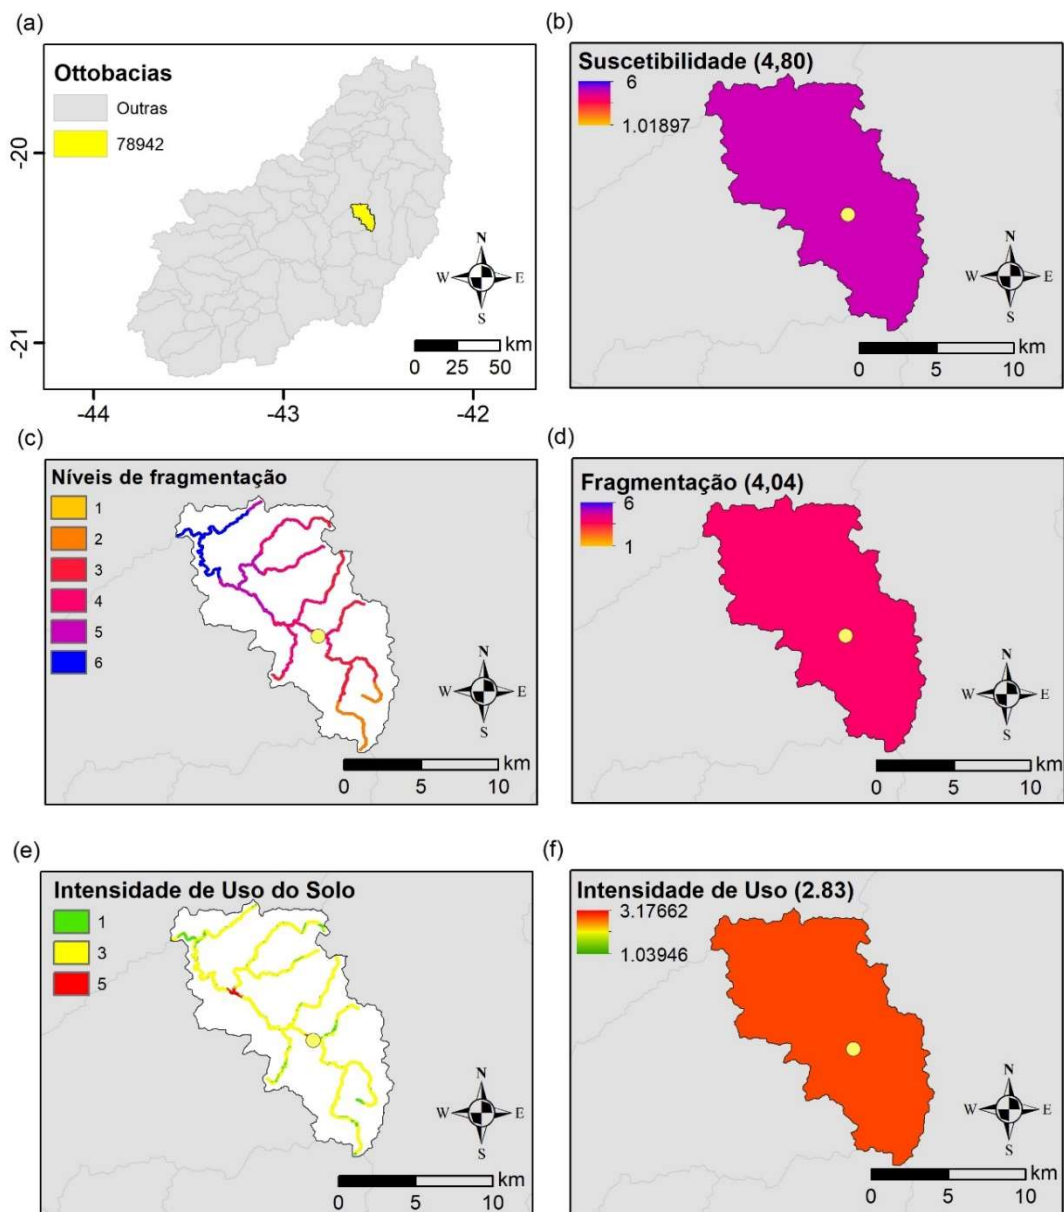 (a)
Ottobacias
Outras
78942
-20
-21
-44
-43
-42
N
W
E
S
km
0 25 50
(b)
Suscetibilidade (4,80)
6
1.01897
N
W
E
S
km
0 5 10
(c)
Níveis de fragmentação
1
2
3
4
5
6
N
W
E
S
km
0 5 10
(d)
Fragmentação (4,04)
6
1
N
W
E
S
km
0 5 10
(e)
Intensidade de Uso do Solo
1
3
5
N
W
E
S
km
0 5 10
(f)
Intensidade de Uso (2.83)
3.17662
1.03946
N
W
E
S
km
0 5 10